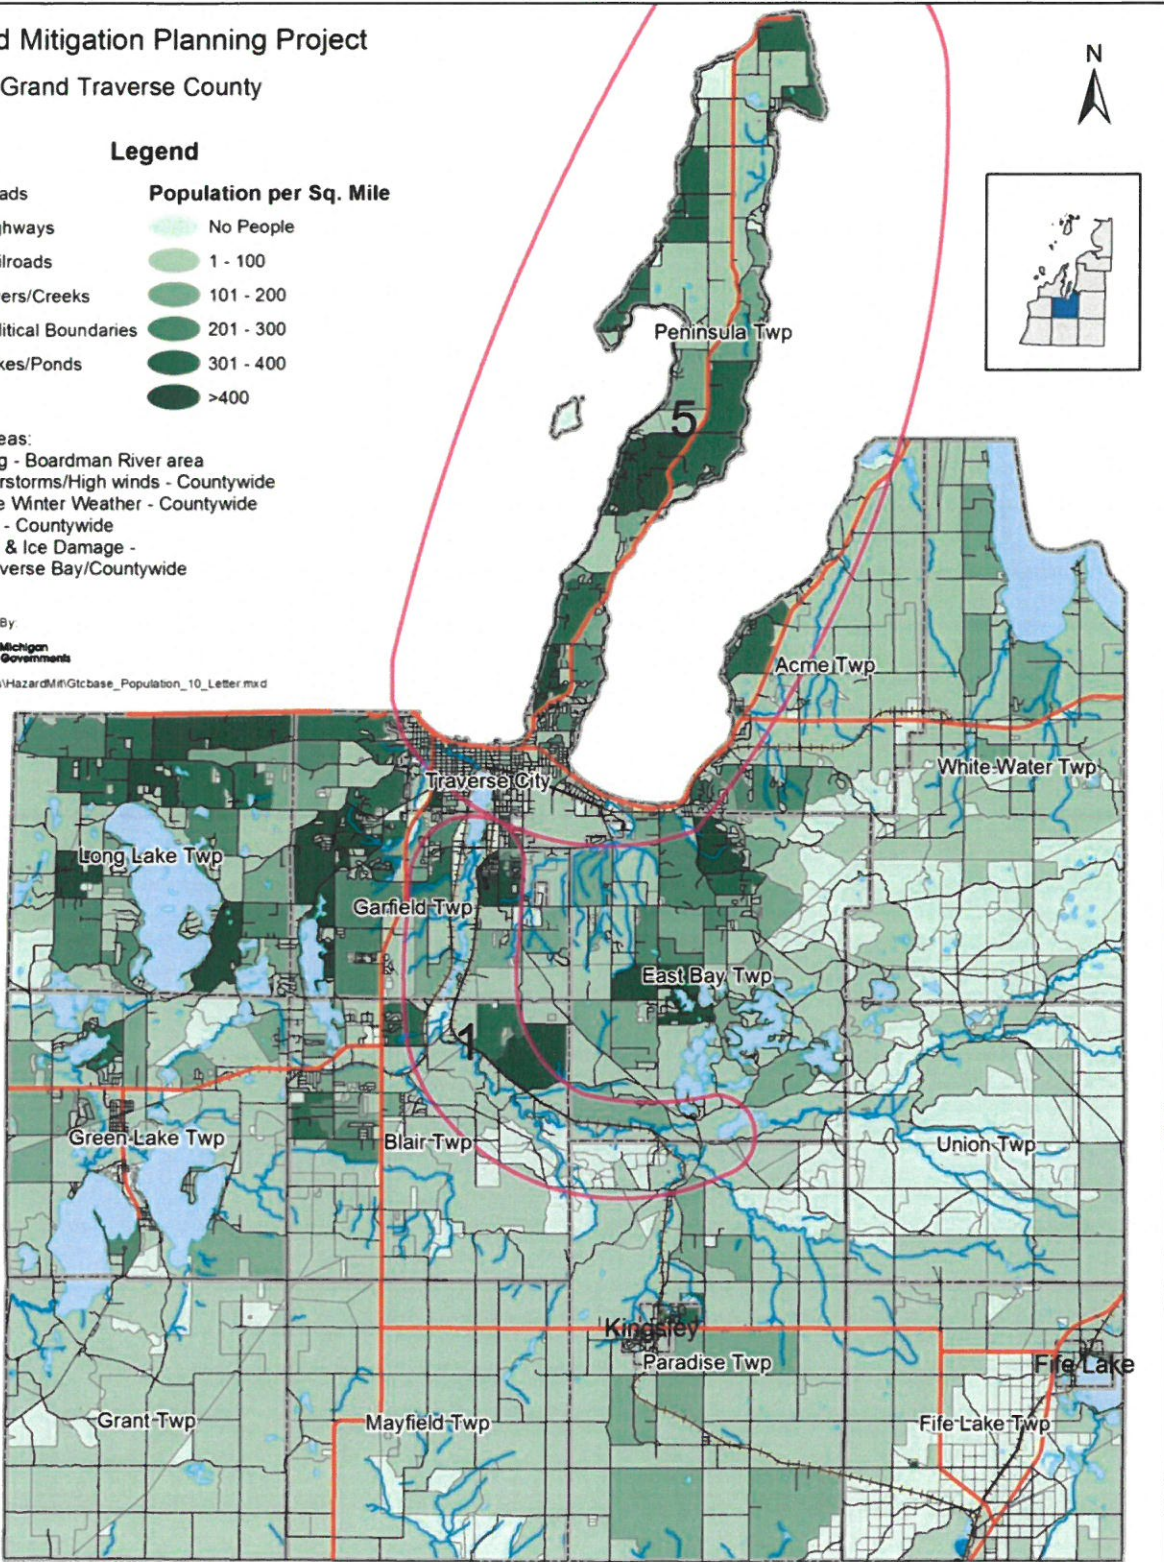 d Mitigation Planning Project
Grand Traverse County
N
Legend
ads
Population per Sq. Mile
ghways
No People
ilroads
1 - 100
ers/Creeks
101 - 200
litical Boundaries
201 - 300
kes/Ponds
301 - 400
>400
eas:
g - Boardman River area
rstorms/High winds - Countywide
e Winter Weather - Countywide
- Countywide
& Ice Damage -
verse Bay/Countywide
By:
Michigan
Governments
\HazardMit\Gtcbase_Population_10_Letter.mxd
Peninsula Twp
5
Acme Twp
White Water Twp
Traverse City
Long Lake Twp
Garfield Twp
East Bay Twp
1
Green Lake Twp
Blair Twp
Union Twp
Kingsley
Paradise Twp
Fife Lake
Grant Twp
Mayfield Twp
Fife Lake Twp